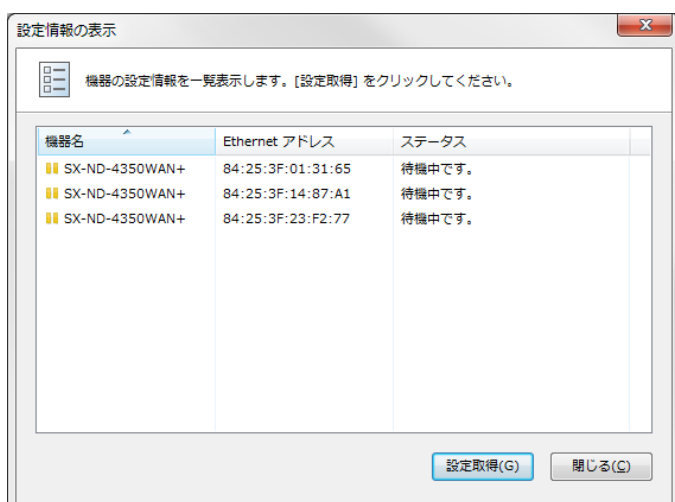 設定情報の表示
機器の設定情報を一覧表示します。[設定取得] をクリックしてください。
機器名 Ethernet アドレス ステータス
SX-ND-4350WAN+ 84:25:3F:01:31:65 待機中です。
SX-ND-4350WAN+ 84:25:3F:14:87:A1 待機中です。
SX-ND-4350WAN+ 84:25:3F:23:F2:77 待機中です。
設定取得(G) 閉じる(C)